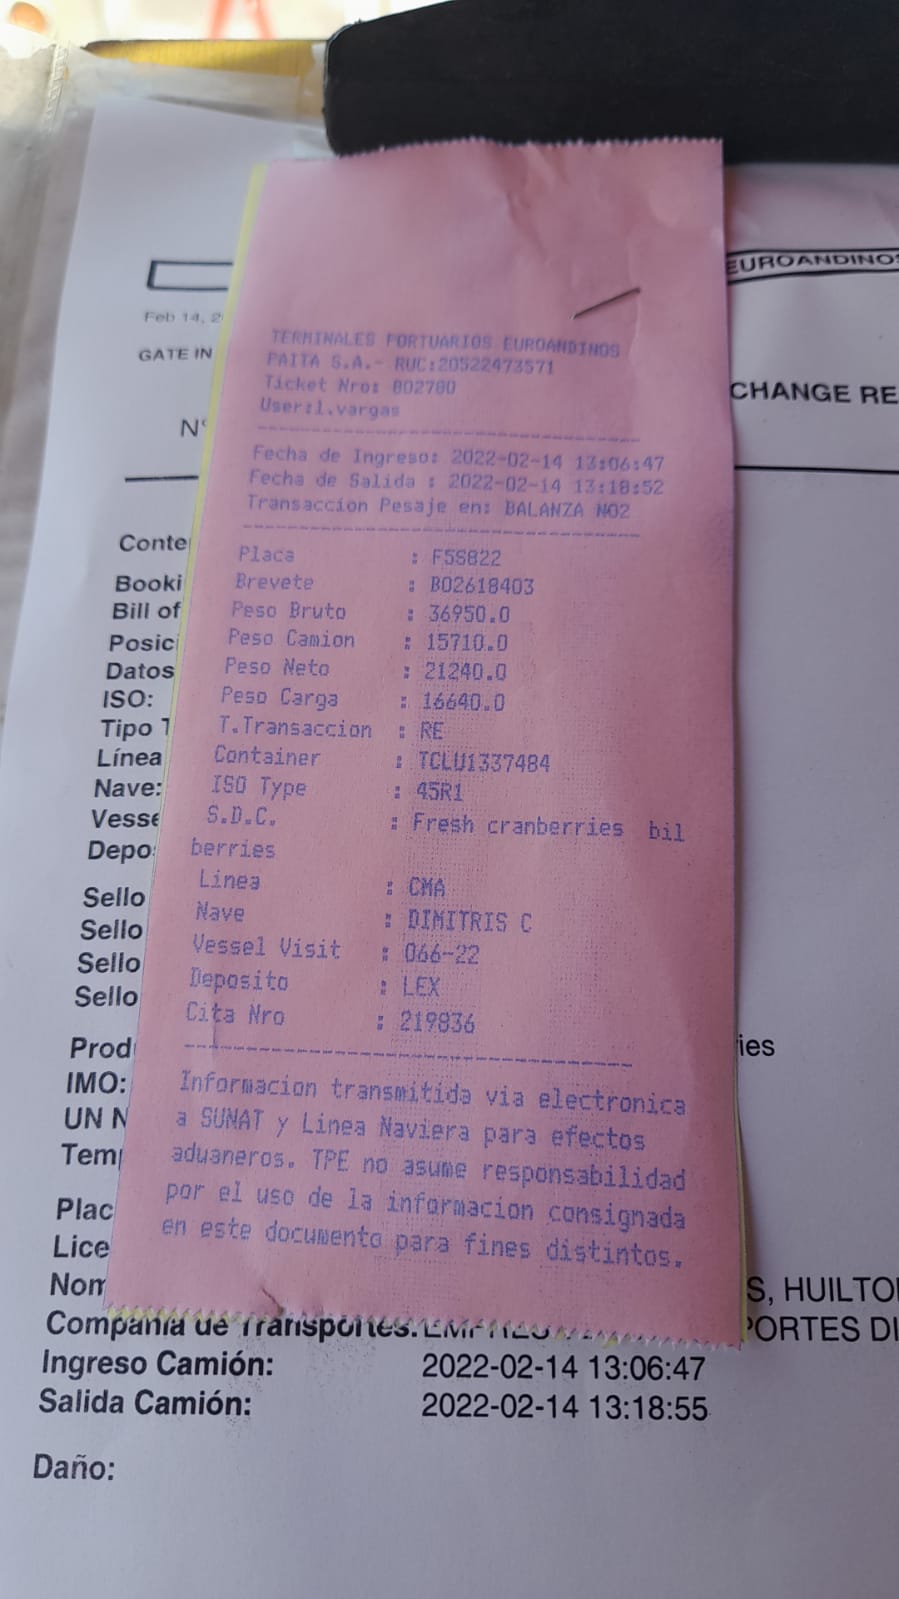 EUROANDINOS
Feb 14, 2
GATE IN
CHANGE RE
N°
TERMINALES PORTUARIOS EUROANDINOS
PAITA S.A.- RUC:20522473571
Ticket Nro: 802780
User:l.vargas
Fecha de Ingreso: 2022-02-14 13:06:47
Fecha de Salida : 2022-02-14 13:18:52
Transaccion Pesaje en: BALANZA NO2
Placa : F5S822
Brevete : B02618403
Peso Bruto : 36950.0
Peso Camion : 15710.0
Peso Neto : 21240.0
Peso Carga : 16640.0
T.Transaccion : RE
Container : TCLU1337484
ISO Type : 45R1
S.D.C. : Fresh cranberries bil
berries
Linea : CMA
Nave : DIMITRIS C
Vessel Visit : 066-22
Deposito : LEX
Cita Nro : 219836
Informacion transmitida via electronica
a SUNAT y Linea Naviera para efectos
aduaneros. TPE no asume responsabilidad
por el uso de la informacion consignada
en este documento para fines distintos.
Conte
Booki
Bill of
Posic
Datos
ISO:
Tipo T
Línea
Nave:
Vesse
Depo
Sello
Sello
Sello
Sello
Prod ies
IMO:
UN N
Tem
Plac
Lice
Nom S, HUILTO
Compañía de Transportes: PORTES DI
Ingreso Camión: 2022-02-14 13:06:47
Salida Camión: 2022-02-14 13:18:55
Daño: